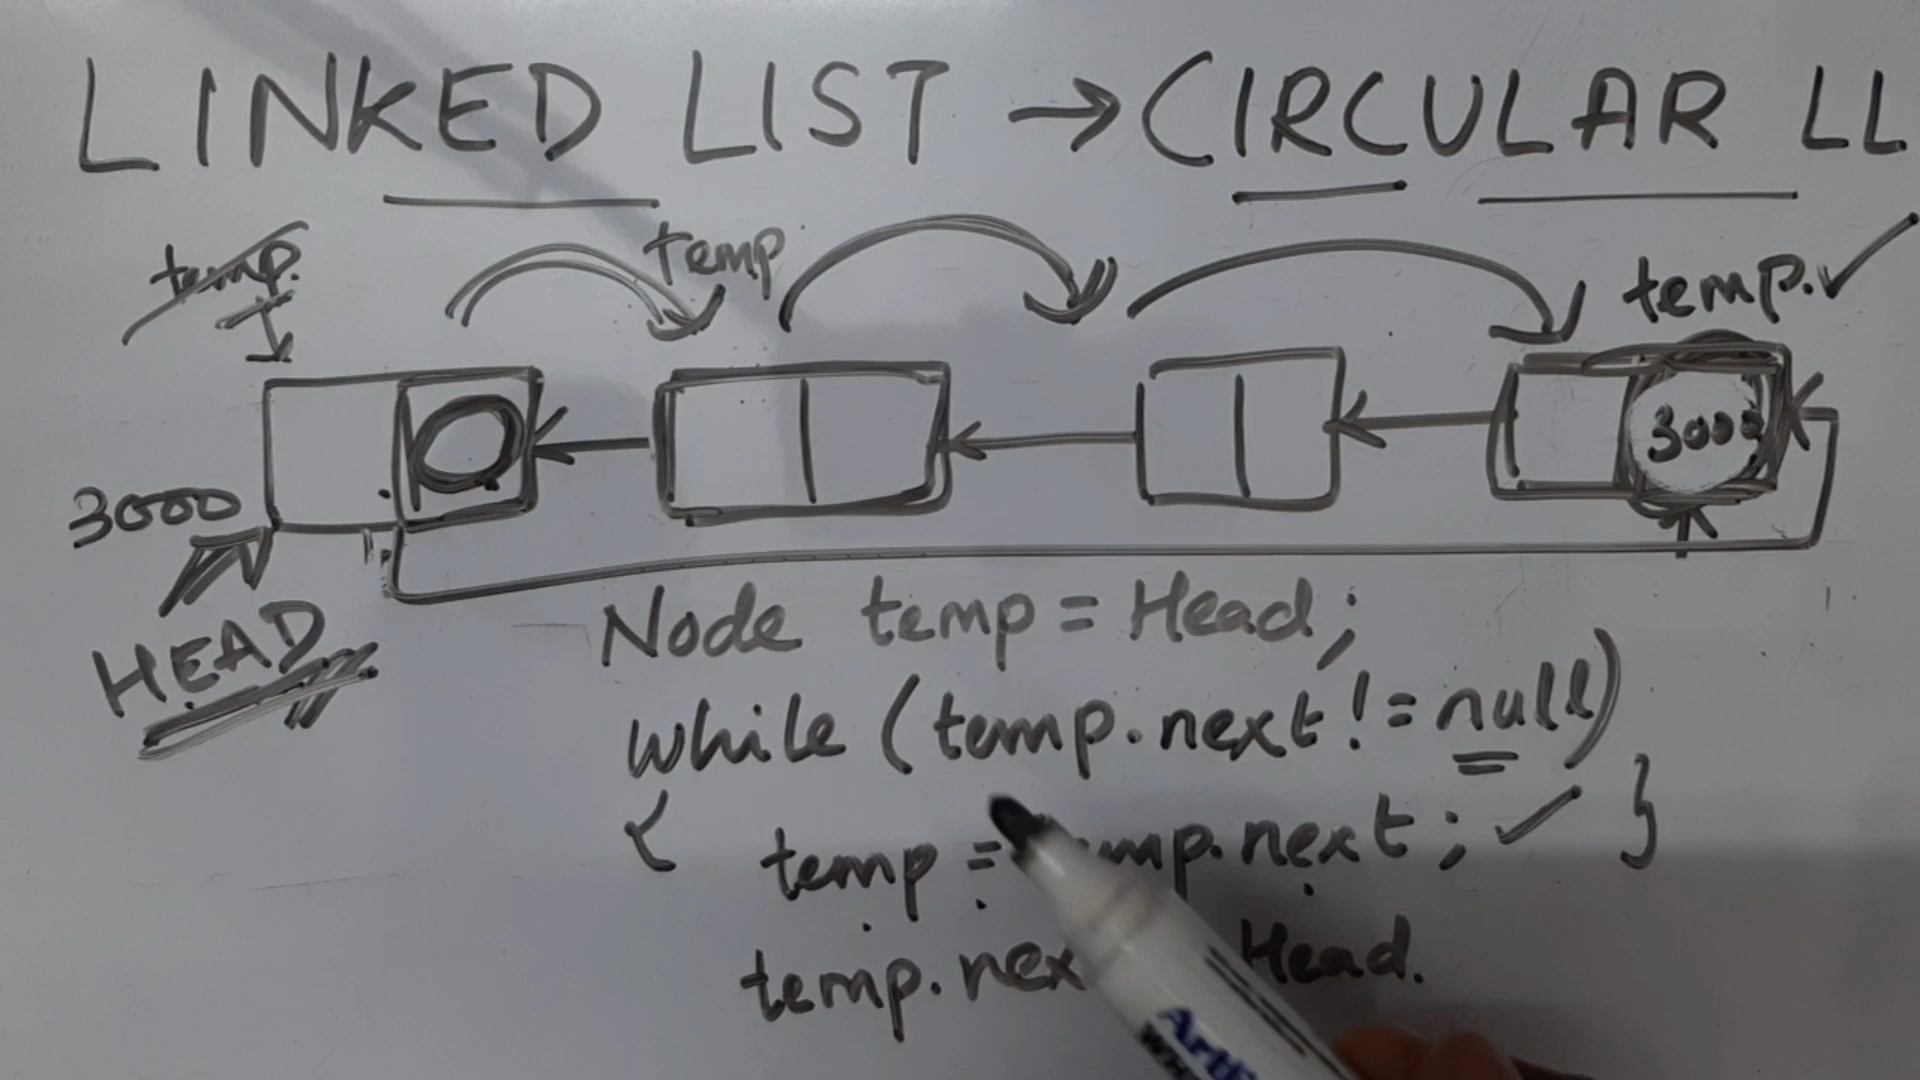 LINKED LIST → CIRCULAR LL
temp. temp temp. ✓
3000
3000
HEAD
Node temp = Head;
while (temp.next != null)
{ temp = temp.next; ✓ }
temp.nex Head.